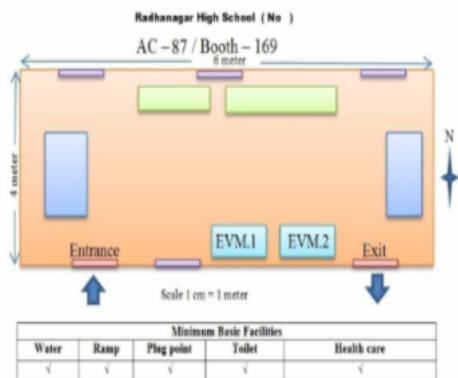 Radhanagar High School ( No )
AC – 87 / Booth – 169
6 meter
4 meter
N
EVM.1 EVM.2
Entrance Exit
Scale 1 cm = 1 meter
Minimum Basic Facilities
Water Ramp Plug point Toilet Health care
√ √ √ √ √